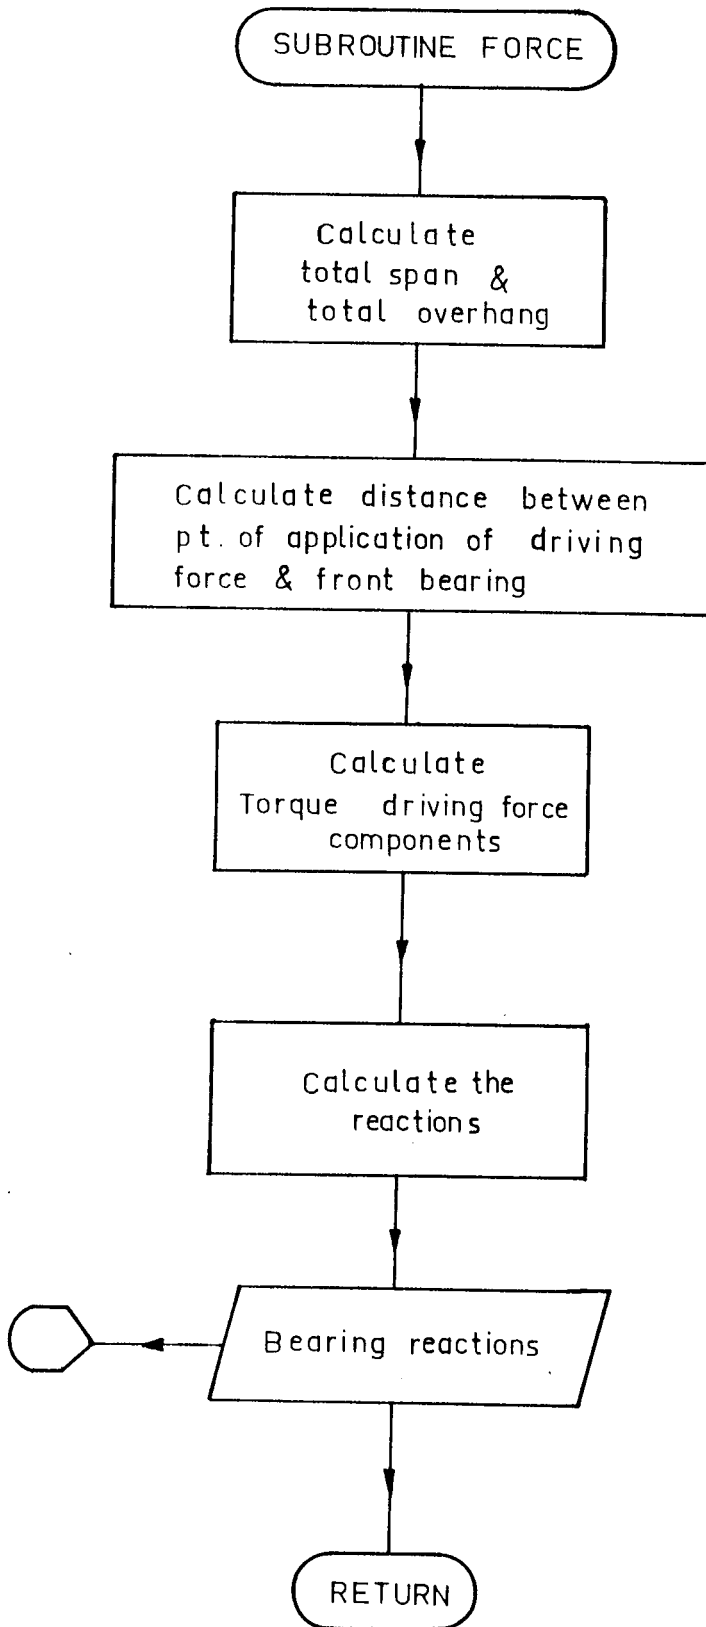 SUBROUTINE FORCE
Calculate
total span &
total overhang
Calculate distance between
pt. of application of driving
force & front bearing
Calculate
Torque driving force
components
Calculate the
reactions
Bearing reactions
RETURN